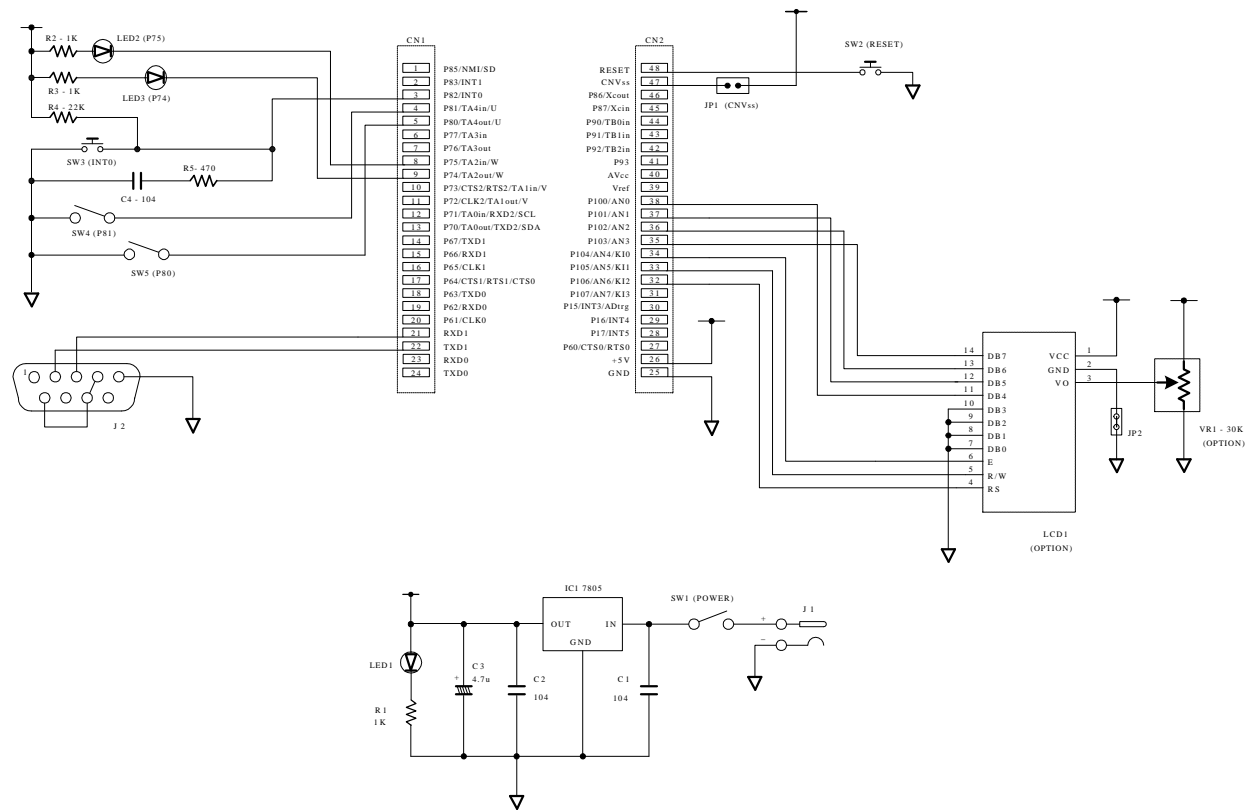 R2 - 1K
LED2 (P75)
R3 - 1K
LED3 (P74)
R4 - 22K
SW3 (INT0)
R5- 470
C4 - 104
SW4 (P81)
SW5 (P80)
1
J 2
CN1
1 P85/NMI/SD
2 P83/INT1
3 P82/INT0
4 P81/TA4in/U
5 P80/TA4out/U
6 P77/TA3in
7 P76/TA3out
8 P75/TA2in/W
9 P74/TA2out/W
10 P73/CTS2/RTS2/TA1in/V
11 P72/CLK2/TA1out/V
12 P71/TA0in/RXD2/SCL
13 P70/TA0out/TXD2/SDA
14 P67/TXD1
15 P66/RXD1
16 P65/CLK1
17 P64/CTS1/RTS1/CTS0
18 P63/TXD0
19 P62/RXD0
20 P61/CLK0
21 RXD1
22 TXD1
23 RXD0
24 TXD0
CN2
RESET 48
CNVss 47
P86/Xcout 46
P87/Xcin 45
P90/TB0in 44
P91/TB1in 43
P92/TB2in 42
P93 41
AVcc 40
Vref 39
P100/AN0 38
P101/AN1 37
P102/AN2 36
P103/AN3 35
P104/AN4/KI0 34
P105/AN5/KI1 33
P106/AN6/KI2 32
P107/AN7/KI3 31
P15/INT3/ADtrg 30
P16/INT4 29
P17/INT5 28
P60/CTS0/RTS0 27
+5V 26
GND 25
SW2 (RESET)
JP1 (CNVss)
14 DB7 VCC 1
13 DB6 GND 2
12 DB5 VO 3
11 DB4
10 DB3
9 DB2
8 DB1
7 DB0
6 E
5 R/W
4 RS
JP2
VR1 - 30K
(OPTION)
LCD1
(OPTION)
IC1 7805
OUT IN
GND
SW1 (POWER)
J 1
+
−
LED1
R1
1K
+
C3
4.7u
C2
104
C1
104